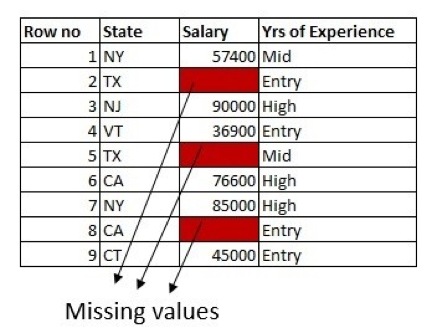 Row no State Salary Yrs of Experience
1 NY 57400 Mid
2 TX Entry
3 NJ 90000 High
4 VT 36900 Entry
5 TX Mid
6 CA 76600 High
7 NY 85000 High
8 CA Entry
9 CT 45000 Entry
Missing values